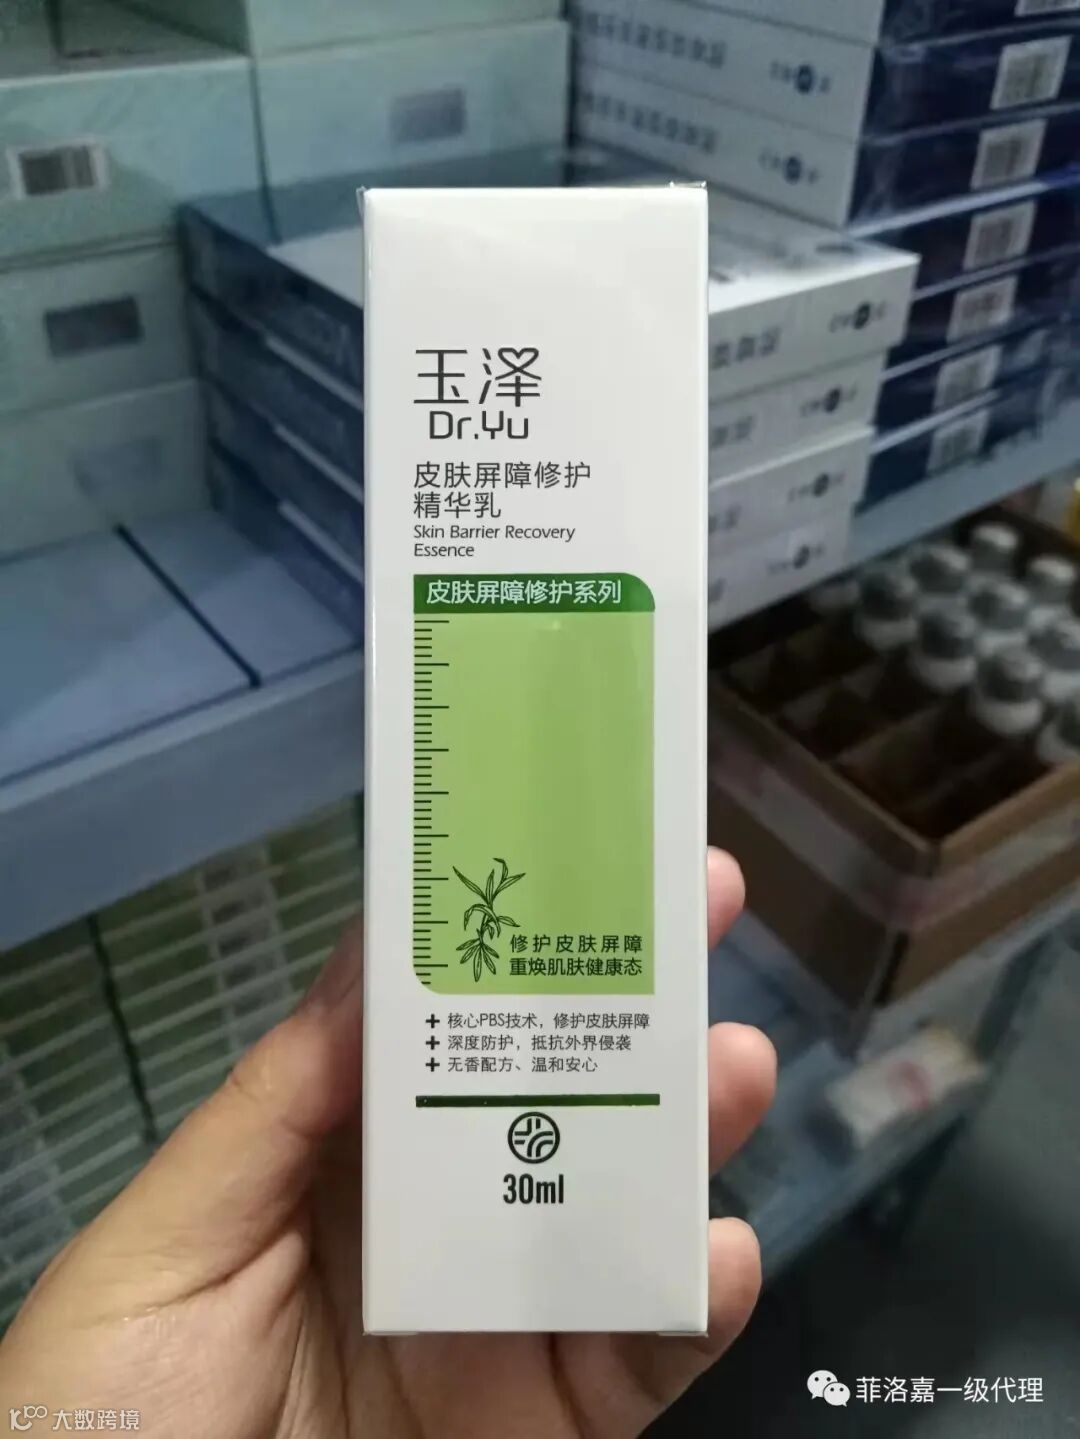 玉泽
Dr.Yu
皮肤屏障修护
精华乳
Skin Barrier Recovery
Essence
皮肤屏障修护系列
修护皮肤屏障
重焕肌肤健康态
+ 核心PBS技术，修护皮肤屏障
+ 深度防护，抵抗外界侵袭
+ 无香配方、温和安心
30ml
菲洛嘉一级代理
大数跨境